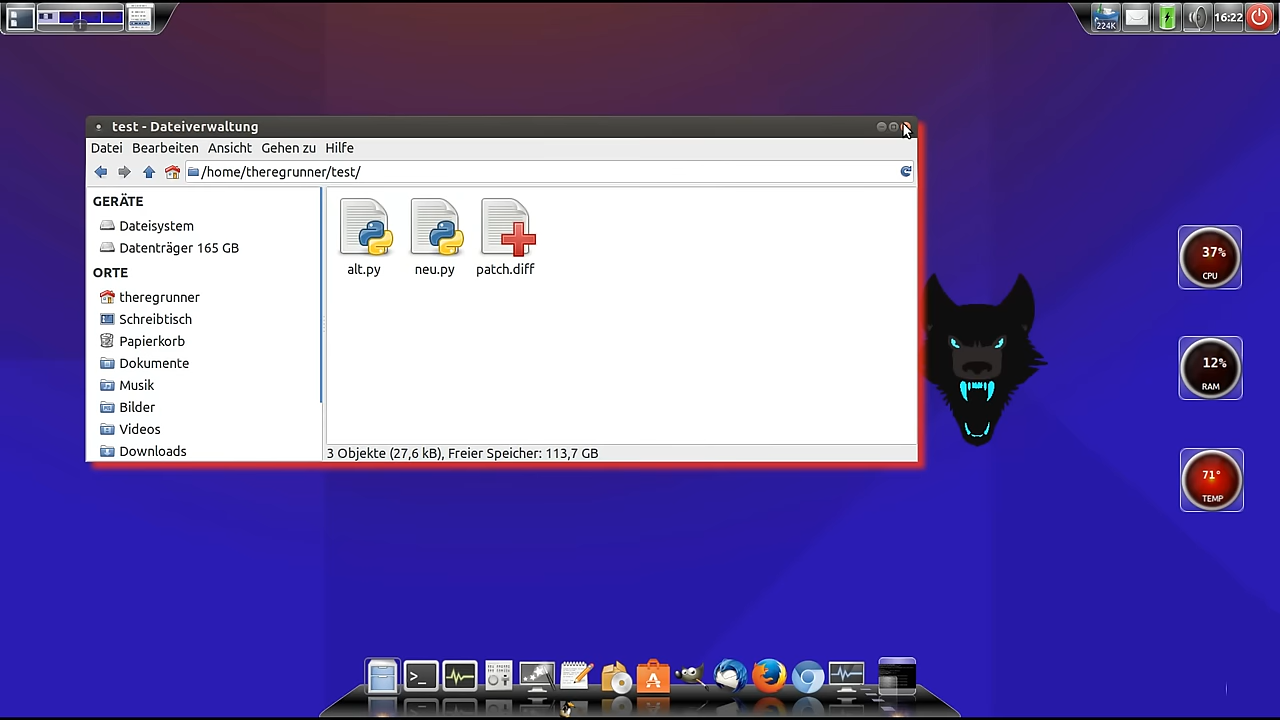 224K
16:22
test - Dateiverwaltung
Datei Bearbeiten Ansicht Gehen zu Hilfe
/home/theregrunner/test/
GERÄTE
Dateisystem
Datenträger 165 GB
ORTE
theregrunner
Schreibtisch
Papierkorb
Dokumente
Musik
Bilder
Videos
Downloads
alt.py
neu.py
patch.diff
3 Objekte (27,6 kB), Freier Speicher: 113,7 GB
37%
CPU
12%
RAM
71°
TEMP